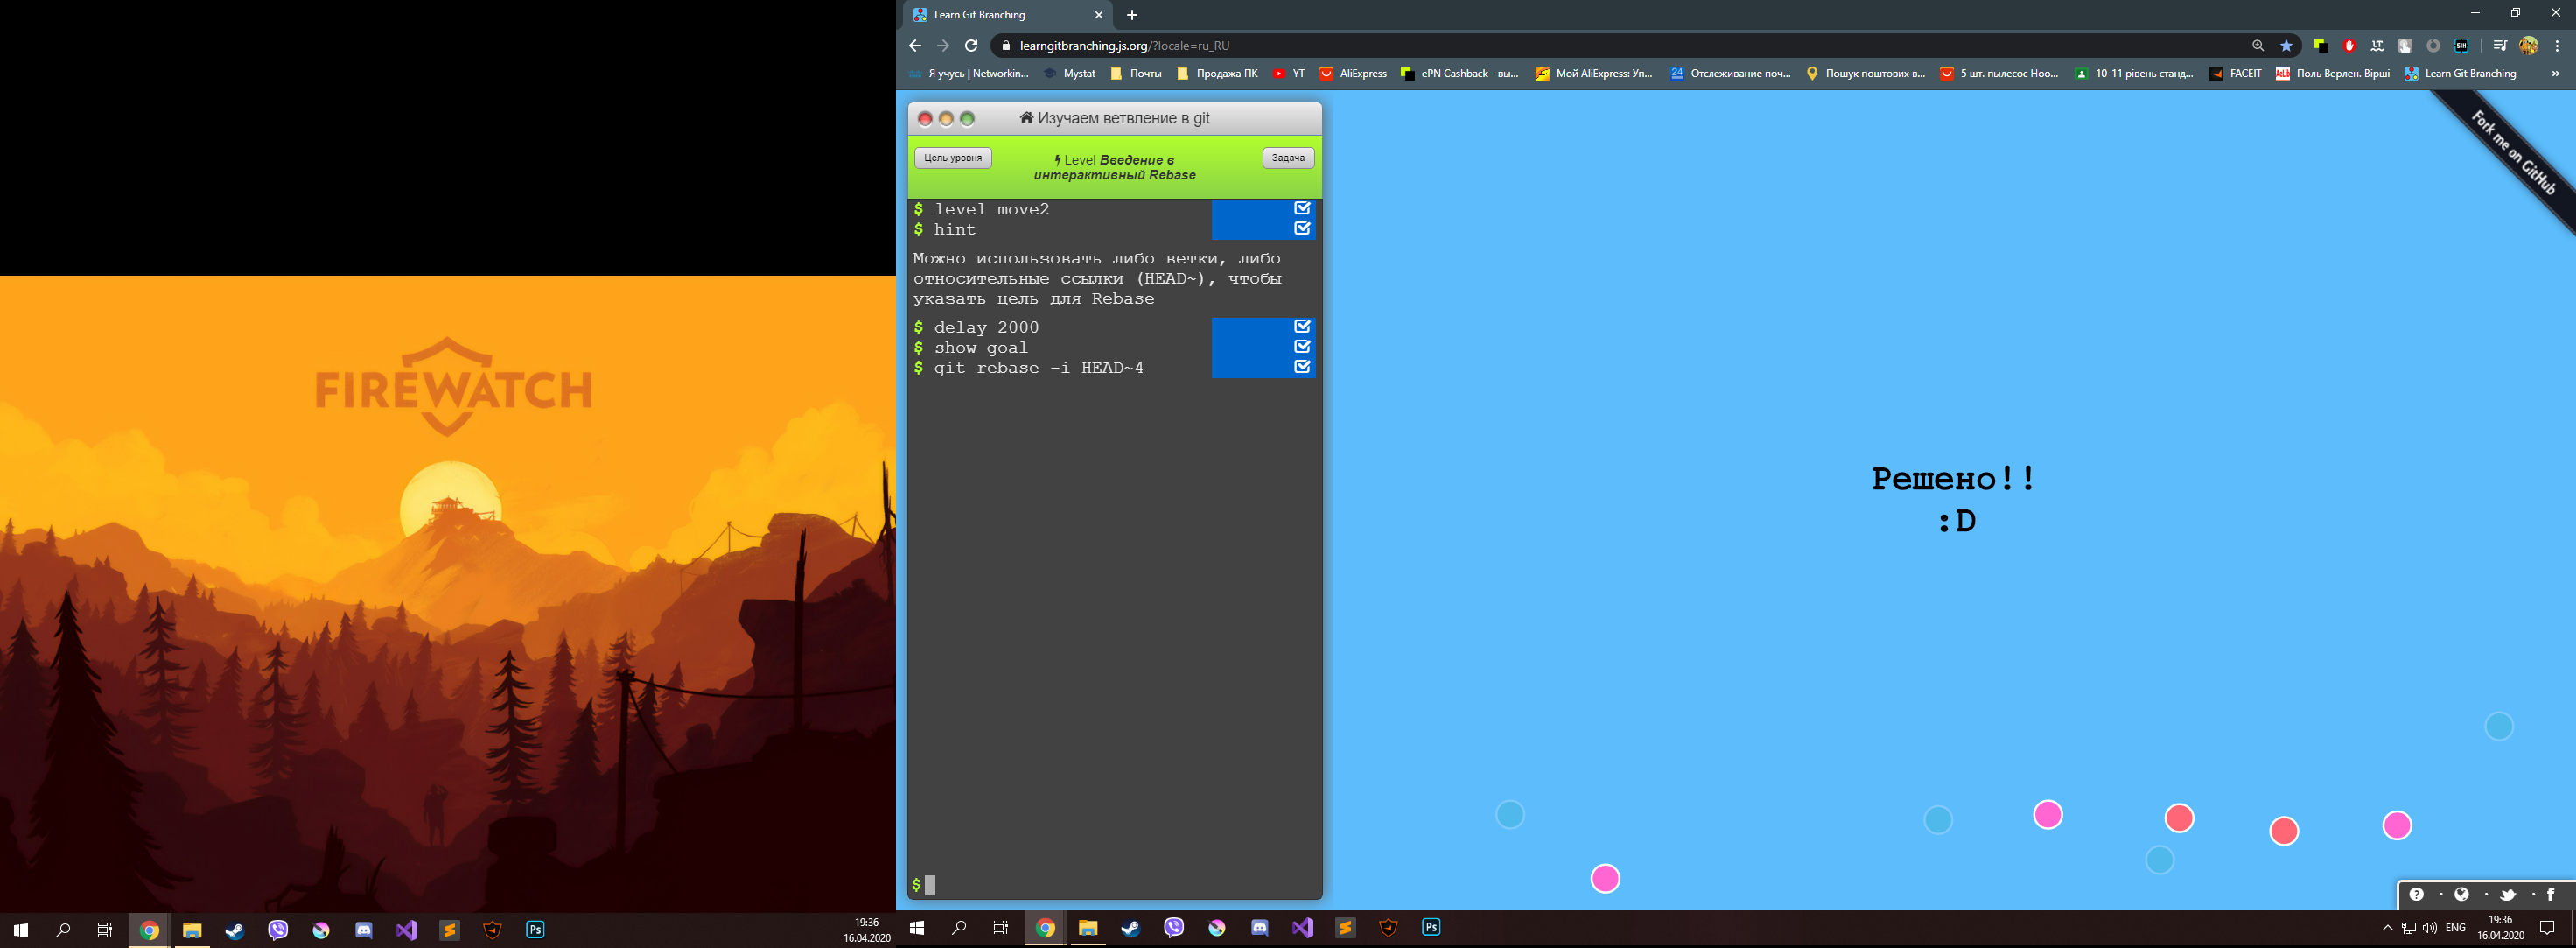 FIREWATCH
19:36
16.04.2020
Learn Git Branching
learngitbranching.js.org/?locale=ru_RU
Я учусь | Networkin...
Mystat
Почты
Продажа ПК
YT
AliExpress
ePN Cashback - вы...
Мой AliExpress: Уп...
24
Отслеживание поч...
Пошук поштових в...
5 шт. пылесос Hoo...
10-11 рівень станд...
FACEIT
Поль Верлен. Вірші
Learn Git Branching
»
Изучаем ветвление в git
Цель уровня
Level Введение в
интерактивный Rebase
Задача
$ level move2
$ hint
Можно использовать либо ветки, либо
относительные ссылки (HEAD~), чтобы
указать цель для Rebase
$ delay 2000
$ show goal
$ git rebase -i HEAD~4
$
Решено!!
:D
Fork me on GitHub
Ps
Ps
ENG
19:36
16.04.2020